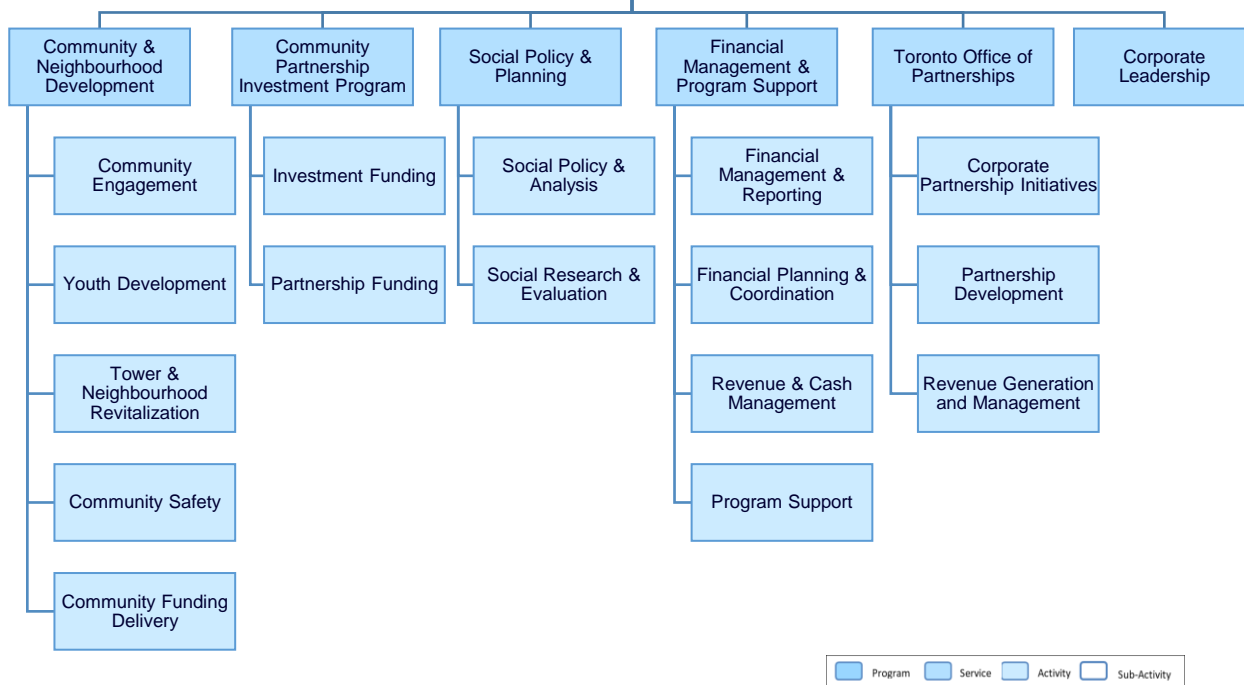 Community &
Neighbourhood
Development
Community
Partnership
Investment Program
Social Policy &
Planning
Financial
Management &
Program Support
Toronto Office of
Partnerships
Corporate
Leadership
Community
Engagement
Youth Development
Tower &
Neighbourhood
Revitalization
Community Safety
Community Funding
Delivery
Investment Funding
Partnership Funding
Social Policy &
Analysis
Social Research &
Evaluation
Financial
Management &
Reporting
Financial Planning &
Coordination
Revenue & Cash
Management
Program Support
Corporate
Partnership Initiatives
Partnership
Development
Revenue Generation
and Management
Program Service Activity Sub-Activity